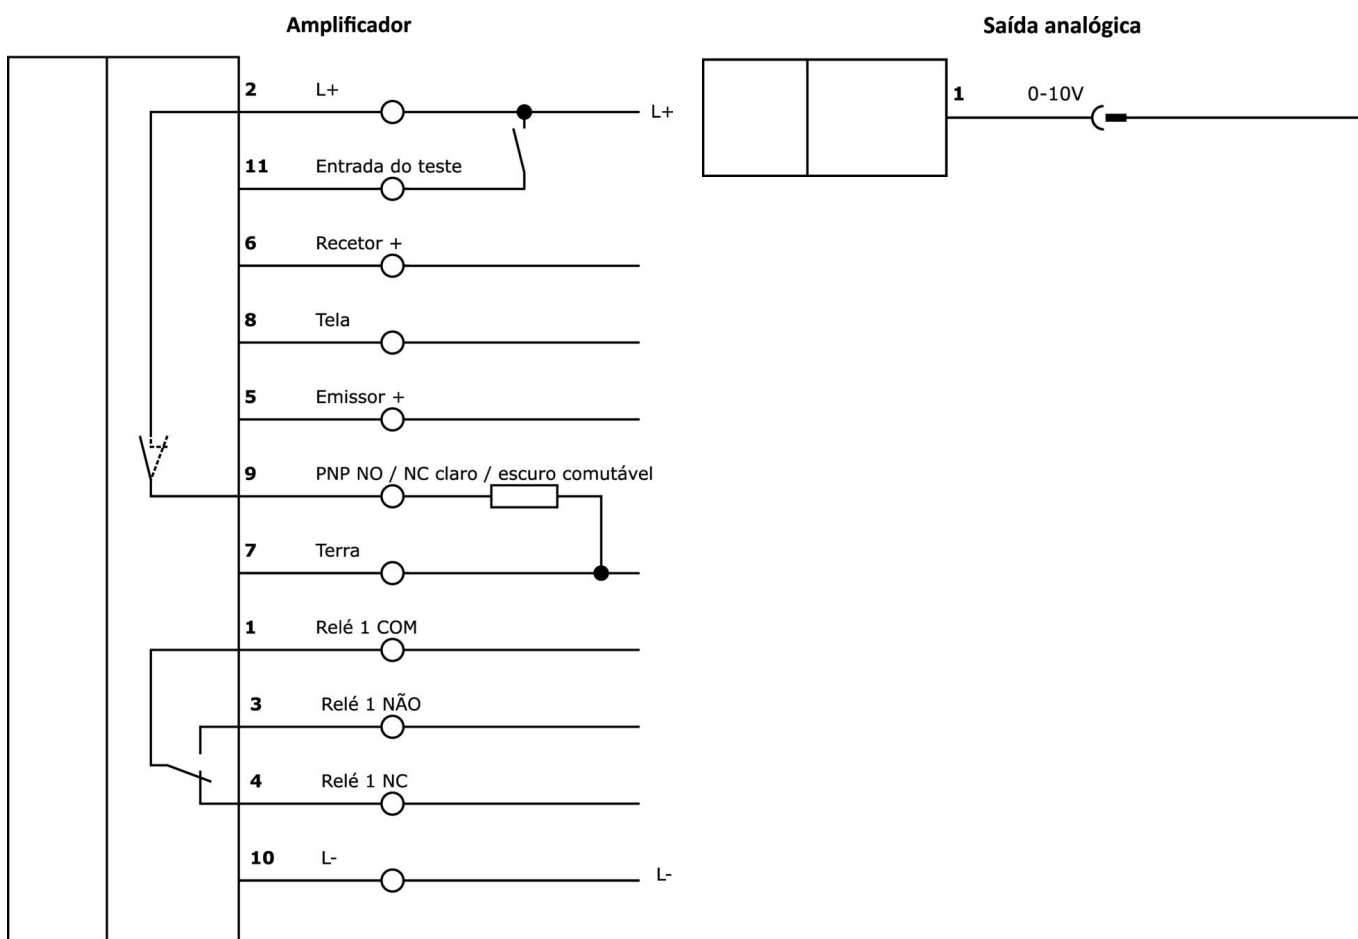 Amplificador
2 L+
L+
11 Entrada do teste
6 Recetor +
8 Tela
5 Emissor +
9 PNP NO / NC claro / escuro comutável
7 Terra
1 Relé 1 COM
3 Relé 1 NÃO
4 Relé 1 NC
10 L-
L-
Saída analógica
1 0-10V